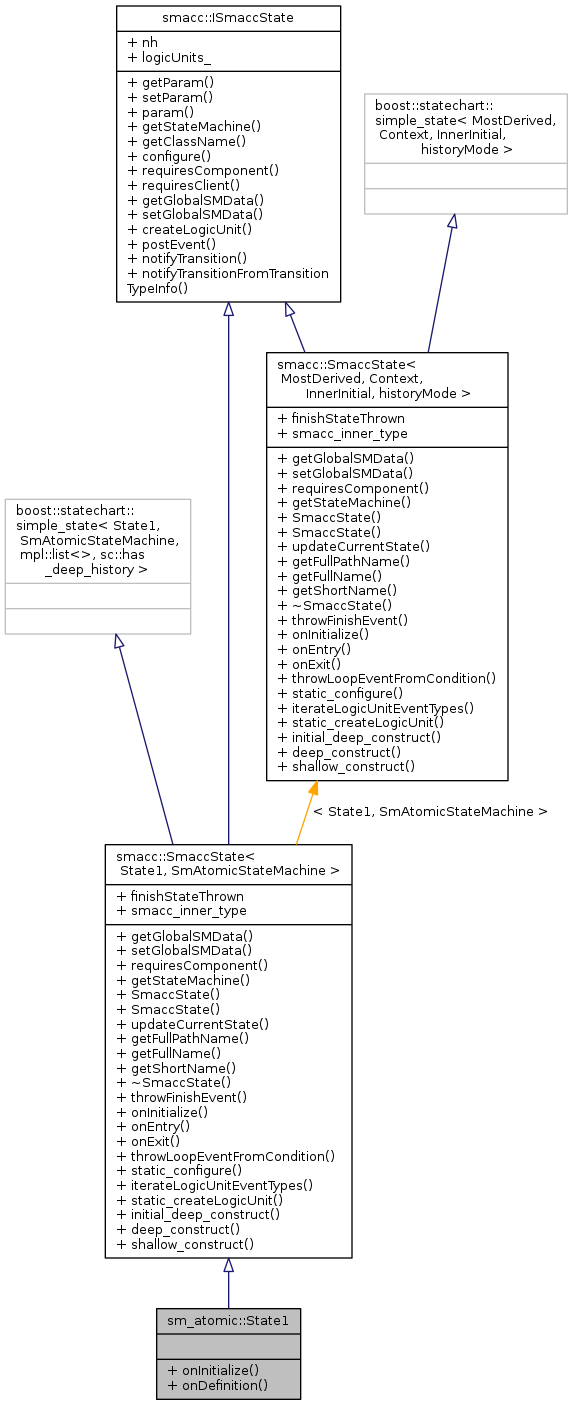 smacc::ISmaccState
+ nh
+ logicUnits_
+ getParam()
+ setParam()
+ param()
+ getStateMachine()
+ getClassName()
+ configure()
+ requiresComponent()
+ requiresClient()
+ getGlobalSMData()
+ setGlobalSMData()
+ createLogicUnit()
+ postEvent()
+ notifyTransition()
+ notifyTransitionFromTransition
TypeInfo()
boost::statechart::
simple_state< MostDerived,
Context, InnerInitial,
historyMode >
smacc::SmaccState<
MostDerived, Context,
InnerInitial, historyMode >
+ finishStateThrown
+ smacc_inner_type
+ getGlobalSMData()
+ setGlobalSMData()
+ requiresComponent()
+ getStateMachine()
+ SmaccState()
+ SmaccState()
+ updateCurrentState()
+ getFullPathName()
+ getFullName()
+ getShortName()
+ ~SmaccState()
+ throwFinishEvent()
+ onInitialize()
+ onEntry()
+ onExit()
+ throwLoopEventFromCondition()
+ static_configure()
+ iterateLogicUnitEventTypes()
+ static_createLogicUnit()
+ initial_deep_construct()
+ deep_construct()
+ shallow_construct()
boost::statechart::
simple_state< State1,
SmAtomicStateMachine,
mpl::list<>, sc::has
_deep_history >
< State1, SmAtomicStateMachine >
smacc::SmaccState<
State1, SmAtomicStateMachine >
+ finishStateThrown
+ smacc_inner_type
+ getGlobalSMData()
+ setGlobalSMData()
+ requiresComponent()
+ getStateMachine()
+ SmaccState()
+ SmaccState()
+ updateCurrentState()
+ getFullPathName()
+ getFullName()
+ getShortName()
+ ~SmaccState()
+ throwFinishEvent()
+ onInitialize()
+ onEntry()
+ onExit()
+ throwLoopEventFromCondition()
+ static_configure()
+ iterateLogicUnitEventTypes()
+ static_createLogicUnit()
+ initial_deep_construct()
+ deep_construct()
+ shallow_construct()
sm_atomic::State1
+ onInitialize()
+ onDefinition()